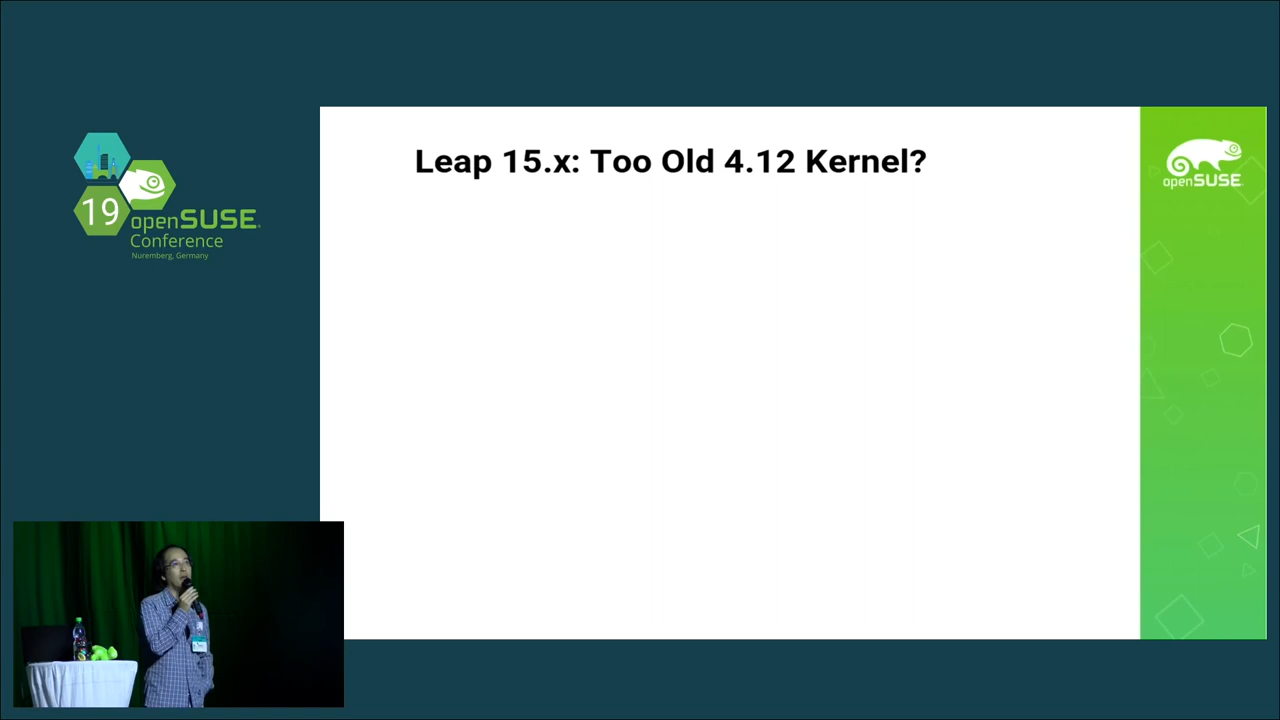 19
openSUSE
Conference
Nuremberg, Germany
Leap 15.x: Too Old 4.12 Kernel?
openSUSE